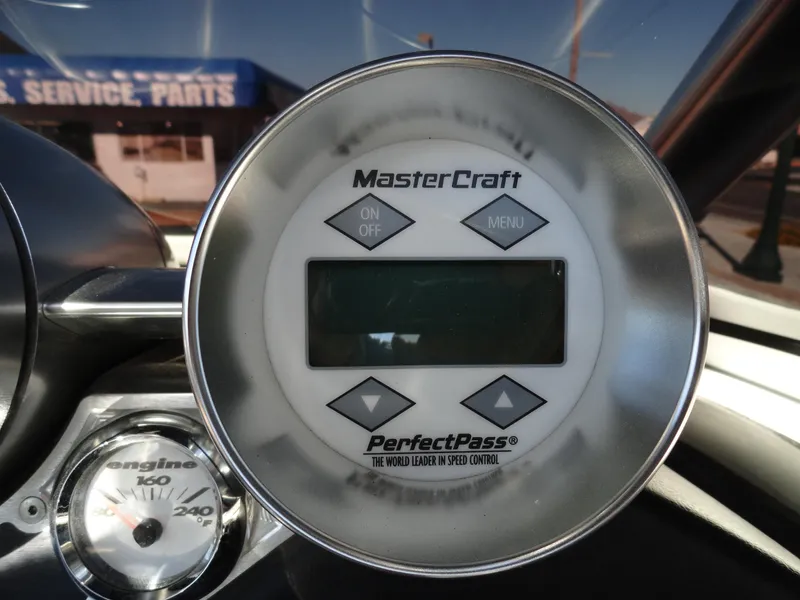 S, SERVICE, PARTS
MasterCraft
ON
OFF
MENU
PerfectPass®
THE WORLD LEADER IN SPEED CONTROL
engine
160
240
°F